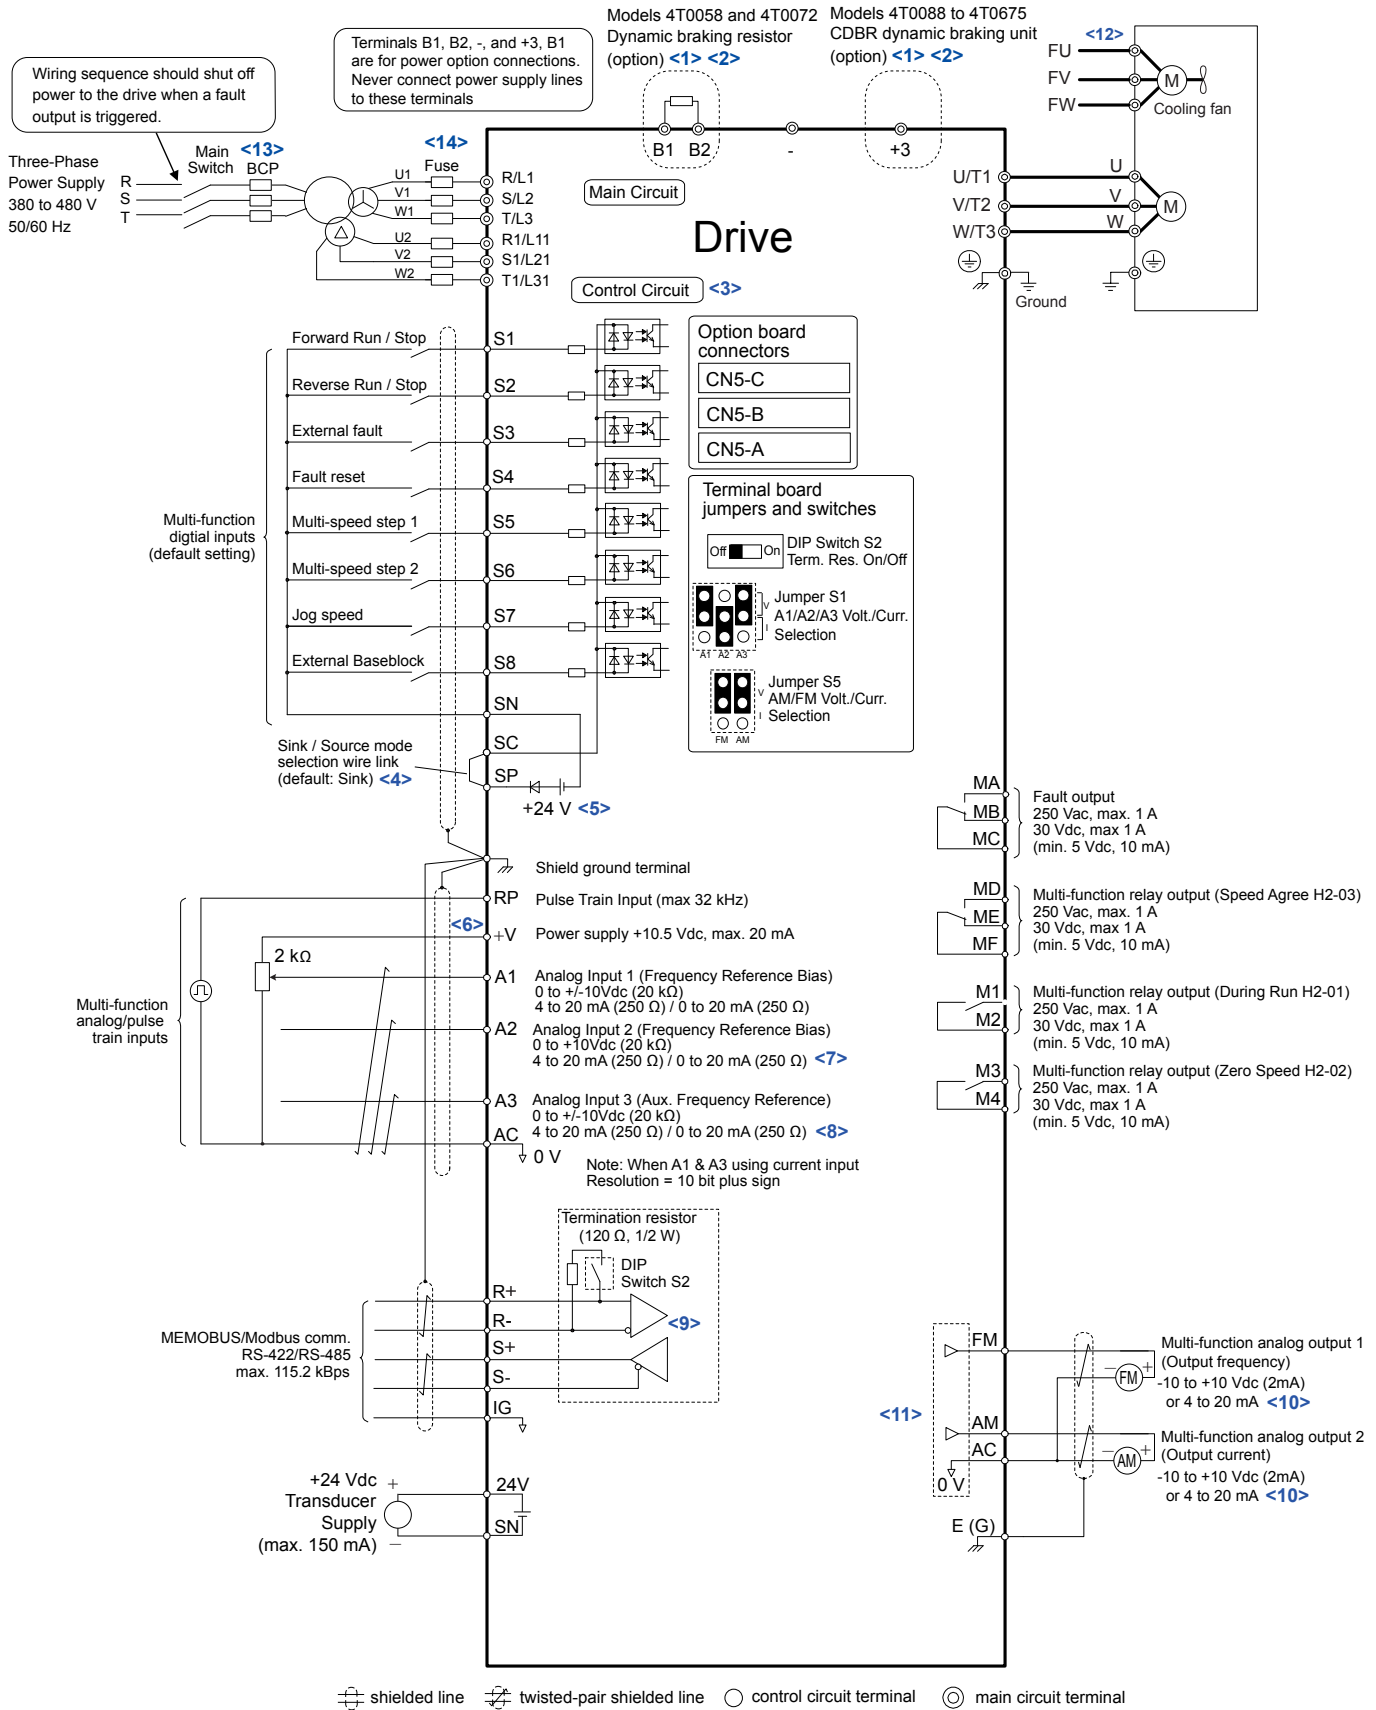 Models 4T0058 and 4T0072
Dynamic braking resistor
(option) <1> <2>
Models 4T0088 to 4T0675
CDBR dynamic braking unit
(option) <1> <2>
<12>
FU
FV
FW
M
Cooling fan
Terminals B1, B2, -, and +3, B1
are for power option connections.
Never connect power supply lines
to these terminals
Wiring sequence should shut off
power to the drive when a fault
output is triggered.
Three-Phase
Power Supply
380 to 480 V
50/60 Hz
R
S
T
Main
Switch
<13>
BCP
<14>
Fuse
U1
V1
W1
U2
V2
W2
R/L1
S/L2
T/L3
R1/L11
S1/L21
T1/L31
B1 B2
-
+3
Main Circuit
Drive
U/T1
V/T2
W/T3
U
V
W
M
Ground
Control Circuit <3>
Forward Run / Stop
Reverse Run / Stop
External fault
Fault reset
Multi-speed step 1
Multi-speed step 2
Jog speed
External Baseblock
Multi-function
digtial inputs
(default setting)
S1
S2
S3
S4
S5
S6
S7
S8
SN
SC
SP
Sink / Source mode
selection wire link
(default: Sink) <4>
+24 V <5>
Option board
connectors
CN5-C
CN5-B
CN5-A
Terminal board
jumpers and switches
Off On
DIP Switch S2
Term. Res. On/Off
Jumper S1
A1/A2/A3 Volt./Curr.
Selection
V
I
A1 A2 A3
Jumper S5
AM/FM Volt./Curr.
Selection
V
I
FM AM
MA
MB
MC
Fault output
250 Vac, max. 1 A
30 Vdc, max 1 A
(min. 5 Vdc, 10 mA)
MD
ME
MF
Multi-function relay output (Speed Agree H2-03)
250 Vac, max. 1 A
30 Vdc, max 1 A
(min. 5 Vdc, 10 mA)
M1
M2
Multi-function relay output (During Run H2-01)
250 Vac, max. 1 A
30 Vdc, max 1 A
(min. 5 Vdc, 10 mA)
M3
M4
Multi-function relay output (Zero Speed H2-02)
250 Vac, max. 1 A
30 Vdc, max 1 A
(min. 5 Vdc, 10 mA)
Shield ground terminal
RP
Pulse Train Input (max 32 kHz)
<6>
+V
Power supply +10.5 Vdc, max. 20 mA
2 kΩ
A1
Analog Input 1 (Frequency Reference Bias)
0 to +/-10Vdc (20 kΩ)
4 to 20 mA (250 Ω) / 0 to 20 mA (250 Ω)
Multi-function
analog/pulse
train inputs
A2
Analog Input 2 (Frequency Reference Bias)
0 to +10Vdc (20 kΩ)
4 to 20 mA (250 Ω) / 0 to 20 mA (250 Ω) <7>
A3
Analog Input 3 (Aux. Frequency Reference)
0 to +/-10Vdc (20 kΩ)
4 to 20 mA (250 Ω) / 0 to 20 mA (250 Ω) <8>
AC
0 V
Note: When A1 & A3 using current input
Resolution = 10 bit plus sign
Termination resistor
(120 Ω, 1/2 W)
DIP
Switch S2
<9>
R+
R-
S+
S-
IG
MEMOBUS/Modbus comm.
RS-422/RS-485
max. 115.2 kBps
+24 Vdc
Transducer
Supply
(max. 150 mA)
+
−
24V
SN
<11>
FM
AM
AC
0 V
E (G)
− FM +
Multi-function analog output 1
(Output frequency)
-10 to +10 Vdc (2mA)
or 4 to 20 mA <10>
− AM +
Multi-function analog output 2
(Output current)
-10 to +10 Vdc (2mA)
or 4 to 20 mA <10>
shielded line twisted-pair shielded line control circuit terminal main circuit terminal